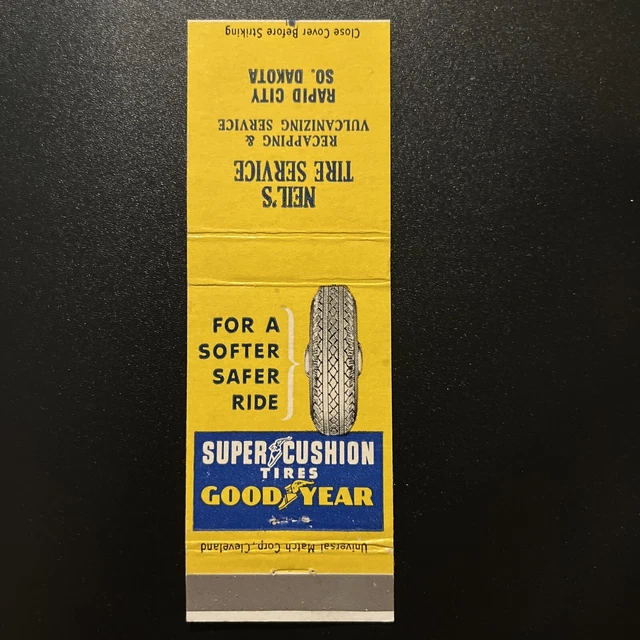 Close Cover Before Striking
NEIL'S
TIRE SERVICE
RECAPPING &
VULCANIZING SERVICE
RAPID CITY
SO. DAKOTA
FOR A
SOFTER
SAFER
RIDE
SUPER CUSHION
TIRES
GOOD YEAR
Universal Match Corp., Cleveland